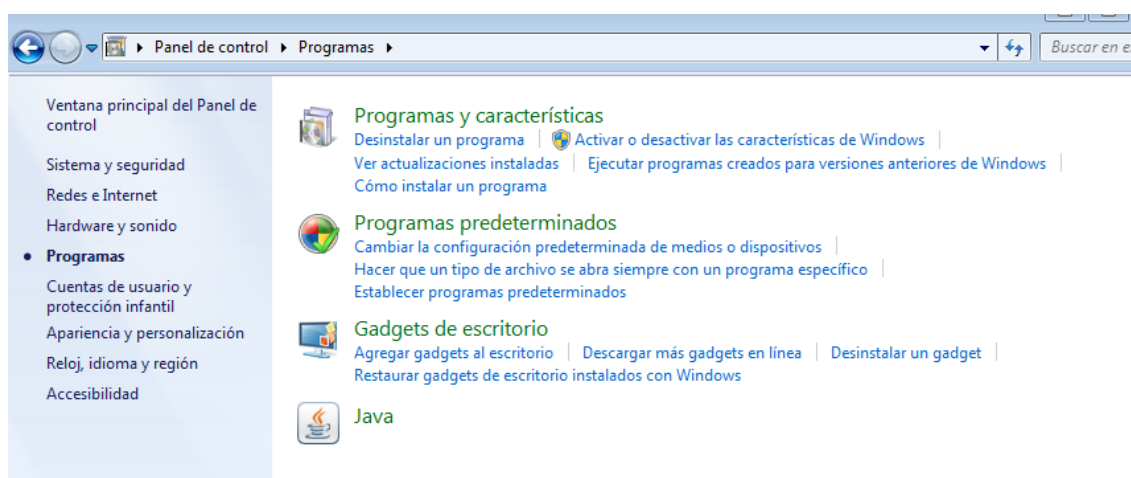 Panel de control Programas
Buscar en e
Ventana principal del Panel de
control
Sistema y seguridad
Redes e Internet
Hardware y sonido
Programas
Cuentas de usuario y
protección infantil
Apariencia y personalización
Reloj, idioma y región
Accesibilidad
Programas y características
Desinstalar un programa Activar o desactivar las características de Windows
Ver actualizaciones instaladas Ejecutar programas creados para versiones anteriores de Windows
Cómo instalar un programa
Programas predeterminados
Cambiar la configuración predeterminada de medios o dispositivos
Hacer que un tipo de archivo se abra siempre con un programa específico
Establecer programas predeterminados
Gadgets de escritorio
Agregar gadgets al escritorio Descargar más gadgets en línea Desinstalar un gadget
Restaurar gadgets de escritorio instalados con Windows
Java